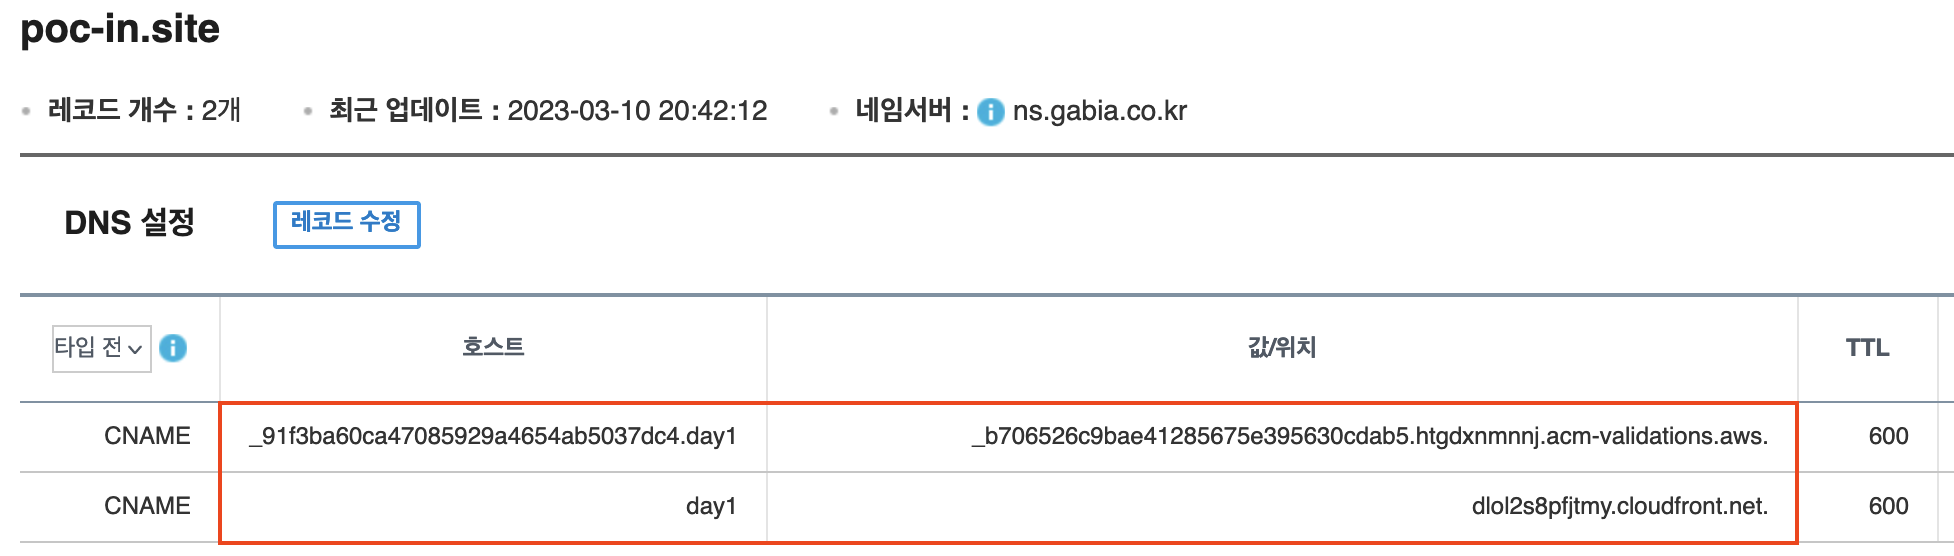 poc-in.site
레코드 개수 : 2개 최근 업데이트 : 2023-03-10 20:42:12 네임서버 : ns.gabia.co.kr
DNS 설정 레코드 수정
타입 전 호스트 값/위치 TTL
CNAME _91f3ba60ca47085929a4654ab5037dc4.day1 _b706526c9bae41285675e395630cdab5.htgdxnmnnj.acm-validations.aws. 600
CNAME day1 dlol2s8pfjtmy.cloudfront.net. 600